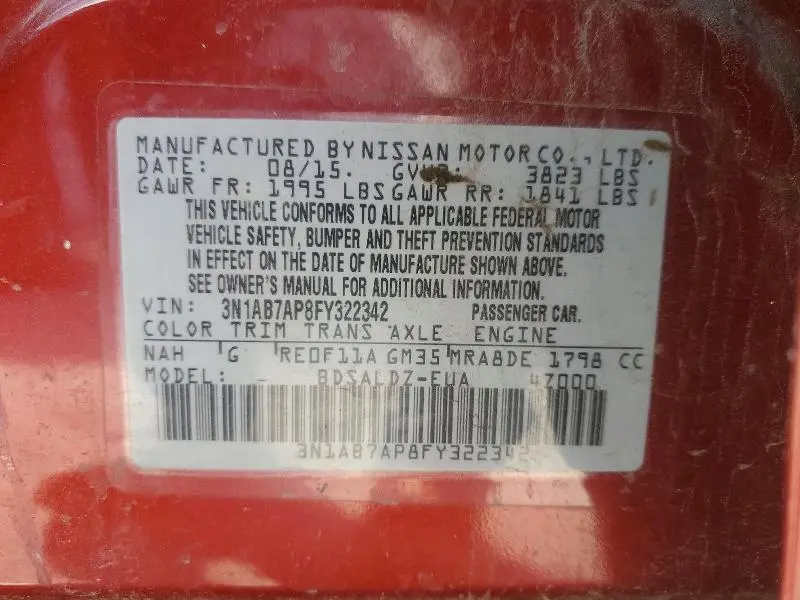 MANUFACTURED BY NISSAN MOTOR CO., LTD.
DATE: 08/15. GVWR: 3823 LBS
GAWR FR: 1995 LBS GAWR RR: 1841 LBS
THIS VEHICLE CONFORMS TO ALL APPLICABLE FEDERAL MOTOR
VEHICLE SAFETY, BUMPER AND THEFT PREVENTION STANDARDS
IN EFFECT ON THE DATE OF MANUFACTURE SHOWN ABOVE.
SEE OWNER'S MANUAL FOR ADDITIONAL INFORMATION.
VIN: 3N1AB7AP8FY322342 PASSENGER CAR.
COLOR TRIM TRANS AXLE ENGINE
NAH G RE0F11A GM35 MRA8DE 1798 CC
MODEL: - BDSALDZ-EUA 47000
3N1AB7AP8FY322342